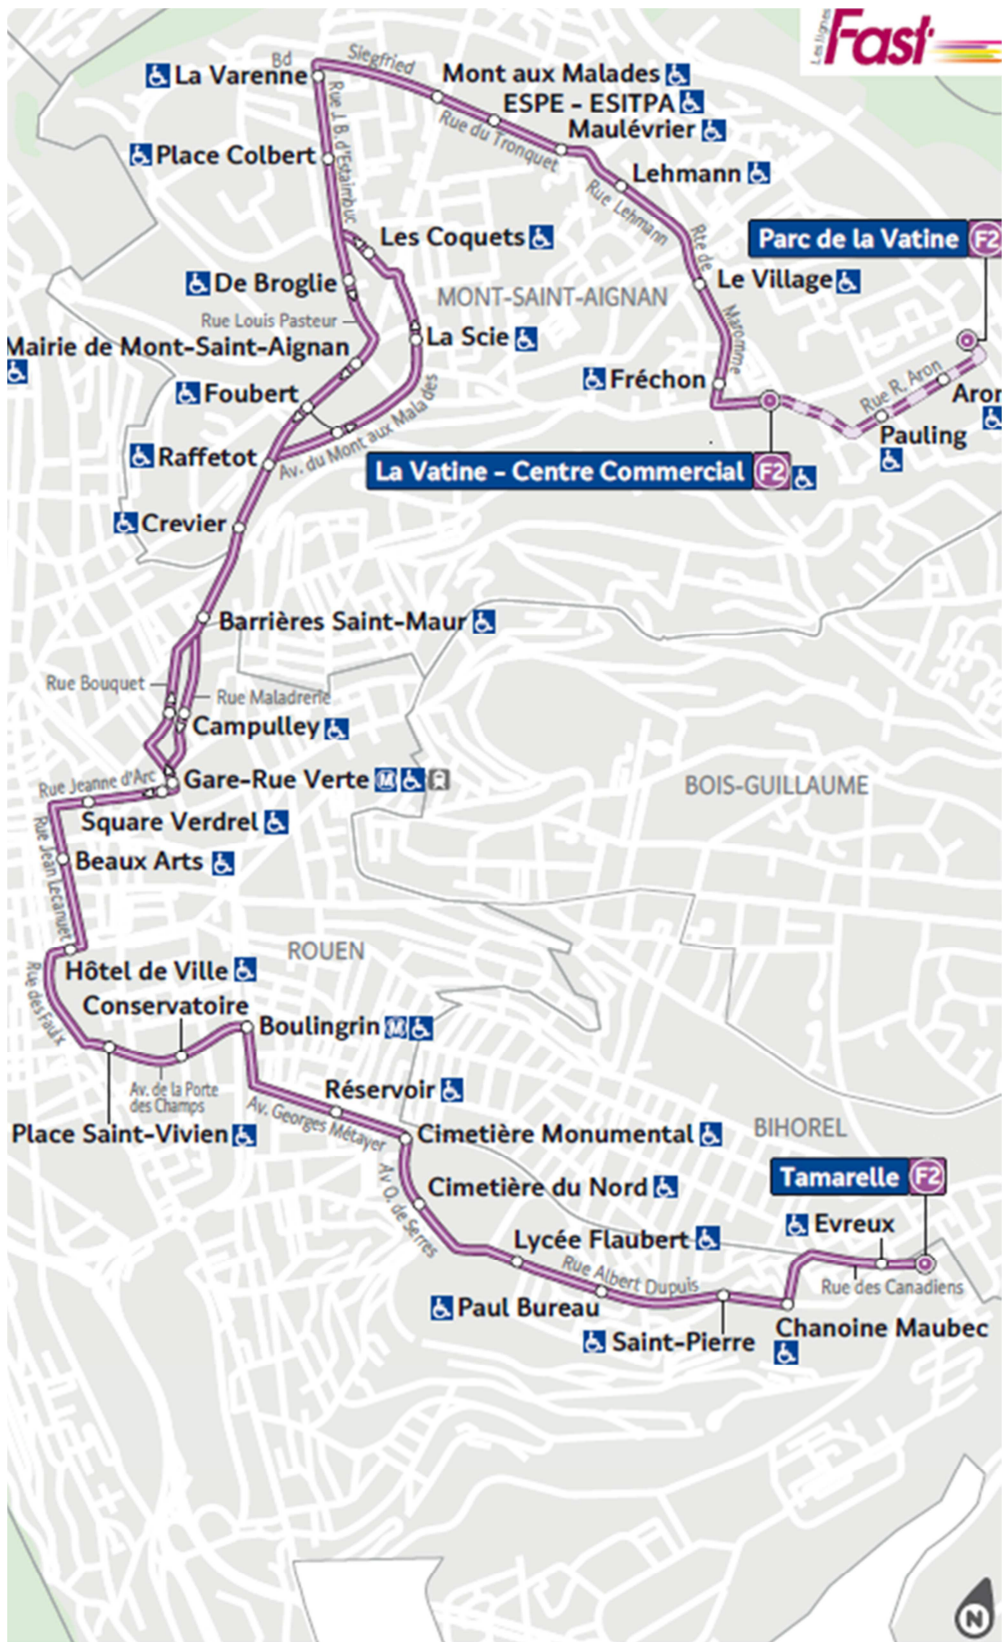 Les lignes
Fast
Bd
Siegfried
La Varenne
Mont aux Malades
ESPE - ESITPA
Maulévrier
Rue du Tronquet
Rue J. B. d'Estaimbuc
Place Colbert
Lehmann
Rue Lehmann
Les Coquets
Rte de
Maromme
Parc de la Vatine F2
De Broglie
MONT-SAINT-AIGNAN
Le Village
Rue Louis Pasteur
La Scie
Mairie de Mont-Saint-Aignan
Foubert
Fréchon
Rue R. Aron
Aron
Pauling
Raffetot
Av. du Mont aux Malades
La Vatine - Centre Commercial F2
Crevier
Barrières Saint-Maur
Rue Bouquet
Rue Maladrerie
Campulley
Rue Jeanne d'Arc
Gare-Rue Verte M
BOIS-GUILLAUME
Square Verdrel
Rue Jean Lecanuet
Beaux Arts
ROUEN
Hôtel de Ville
Rue des Faulx
Conservatoire
Boulingrin M
Av. de la Porte
des Champs
Réservoir
Av. Georges Métayer
Place Saint-Vivien
Cimetière Monumental
BIHOREL
Tamarelle F2
Av O. de Serres
Cimetière du Nord
Evreux
Lycée Flaubert
Rue Albert Dupuis
Rue des Canadiens
Paul Bureau
Saint-Pierre
Chanoine Maubec
N